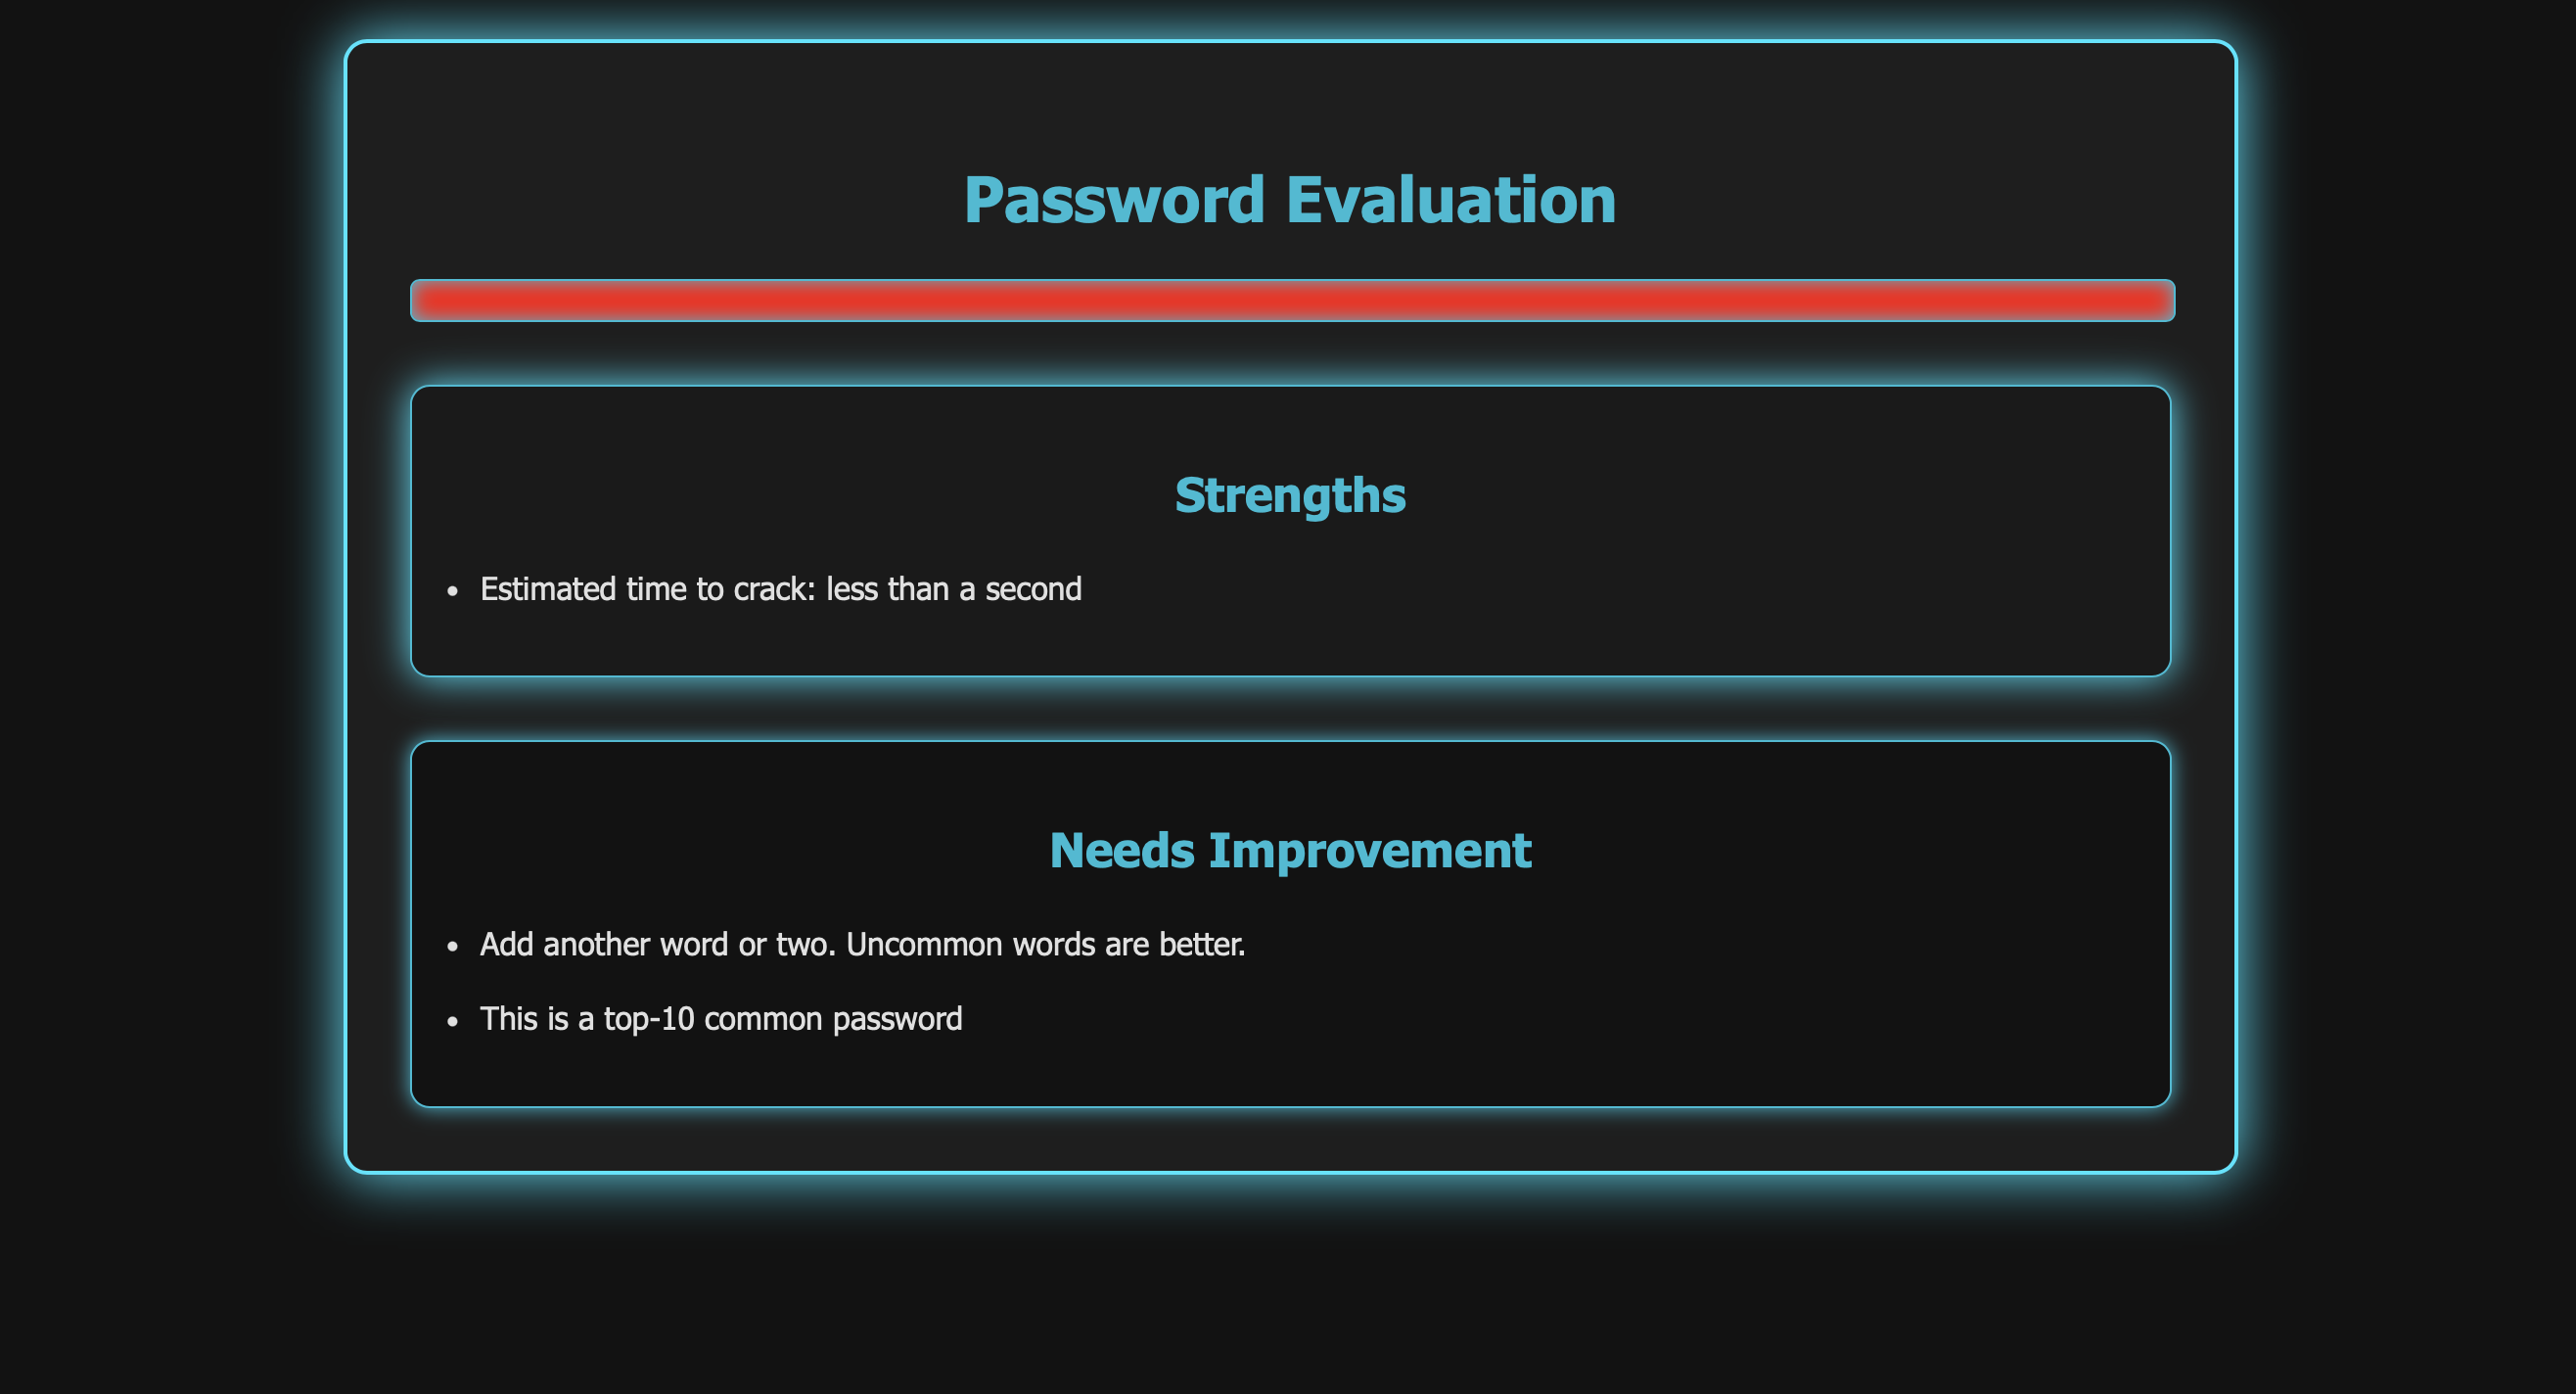 Password Evaluation
Strengths
• Estimated time to crack: less than a second
Needs Improvement
• Add another word or two. Uncommon words are better.
• This is a top-10 common password